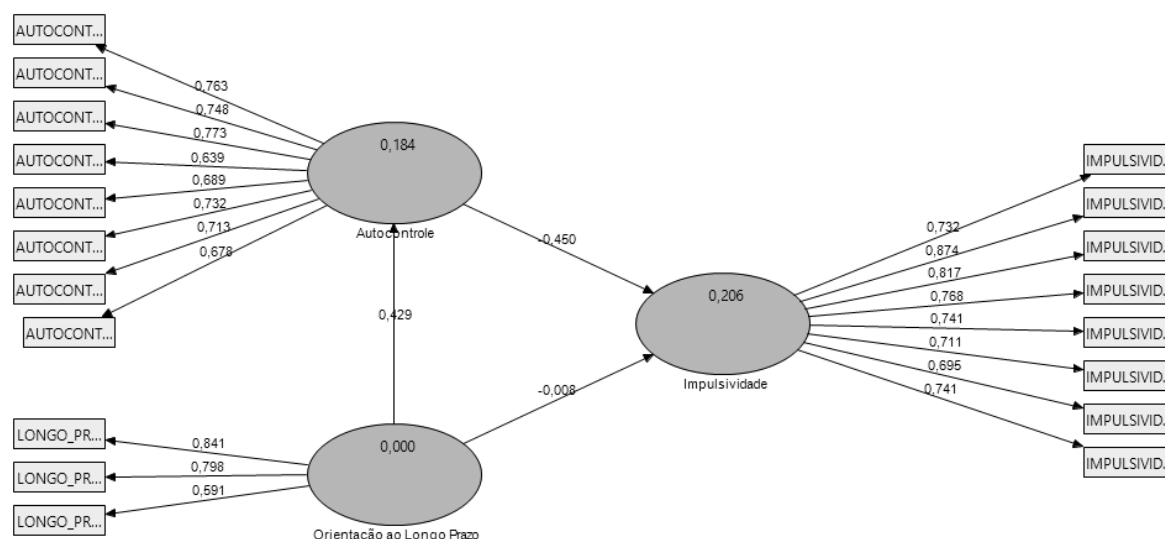 AUTOCONT...
AUTOCONT...
AUTOCONT...
AUTOCONT...
AUTOCONT...
AUTOCONT...
AUTOCONT...
AUTOCONT...
0,763
0,748
0,773
0,639
0,689
0,732
0,713
0,678
0,184
Autocontrole
-0,450
0,429
-0,008
0,206
Impulsividade
0,732
0,874
0,817
0,768
0,741
0,711
0,695
0,741
IMPULSIVID.
IMPULSIVID.
IMPULSIVID.
IMPULSIVID.
IMPULSIVID.
IMPULSIVID.
IMPULSIVID.
IMPULSIVID.
LONGO_PR...
LONGO_PR...
LONGO_PR...
0,841
0,798
0,591
0,000
Orientação ao Longo Prazo